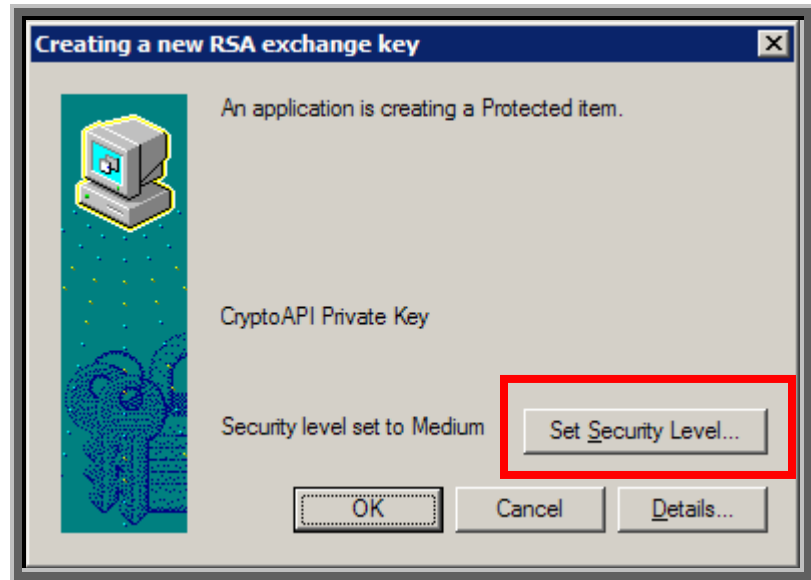 Creating a new RSA exchange key
An application is creating a Protected item.
CryptoAPI Private Key
Security level set to Medium
Set Security Level...
OK
Cancel
Details...